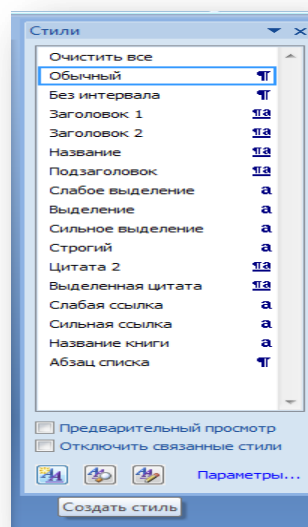 Стили
Очистить все
Обычный ¶
Без интервала ¶
Заголовок 1 ¶a
Заголовок 2 ¶a
Название ¶a
Подзаголовок ¶a
Слабое выделение a
Выделение a
Сильное выделение a
Строгий a
Цитата 2 ¶a
Выделенная цитата ¶a
Слабая ссылка a
Сильная ссылка a
Название книги a
Абзац списка ¶
Предварительный просмотр
Отключить связанные стили
Параметры...
Создать стиль